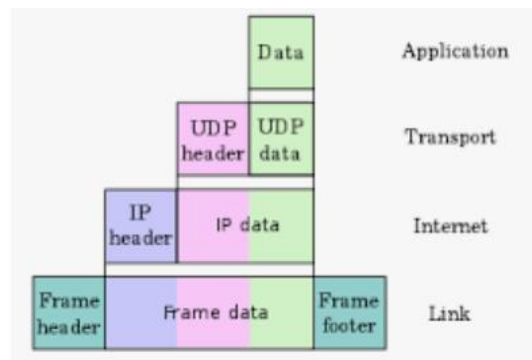 Data
Application
UDP
header
UDP
data
Transport
IP
header
IP data
Internet
Frame
header
Frame data
Frame
footer
Link